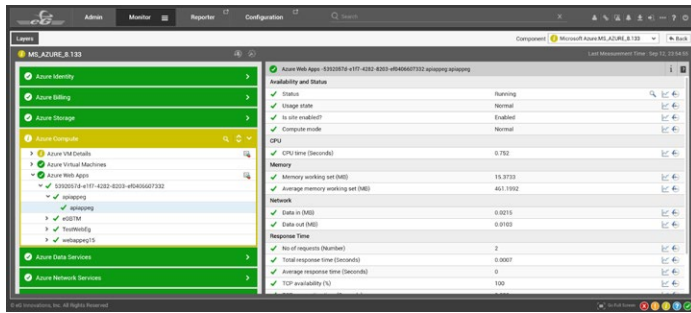 eG
Admin
Monitor
Reporter
Configuration
Search
Layers
Component
Microsoft Azure:MS_AZURE_8.133
Back
MS_AZURE_8.133
Last Measurement Time : Sep 12, 23:54:55
Azure Identity
Azure Billing
Azure Storage
Azure Compute
Azure VM Details
Azure Virtual Machines
Azure Web Apps
5392057d-e1f7-4282-8203-ef0406607332
apiappeg
apiappeg
eGSTM
TestWebEg
webappeg15
Azure Data Services
Azure Network Services
Azure Web Apps -5392057d-e1f7-4282-8203-ef0406607332:apiappeg:apiappeg
Availability and Status
Status Running
Usage state Normal
Is site enabled? Enabled
Compute mode Normal
CPU
CPU time (Seconds) 0.782
Memory
Memory working set (MB) 15.3733
Average memory working set (MB) 461.1992
Network
Data in (MB) 0.0215
Data out (MB) 0.0103
Response Time
No of requests (Number) 2
Total response time (Seconds) 0.0007
Average response time (Seconds) 0
TCP availability (%) 100
© eG Innovations, Inc. All Rights Reserved